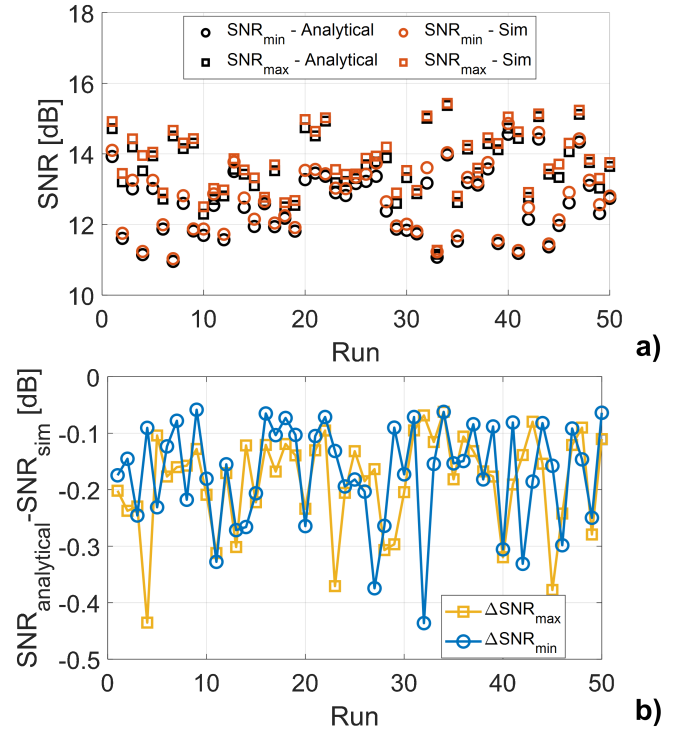 18
16
14
12
10
SNR [dB]
SNRmin - Analytical
SNRmin - Sim
SNRmax - Analytical
SNRmax - Sim
0 10 20 30 40 50
Run
a)
0
-0.1
-0.2
-0.3
-0.4
-0.5
SNRanalytical-SNRsim [dB]
ΔSNRmax
ΔSNRmin
0 10 20 30 40 50
Run
b)